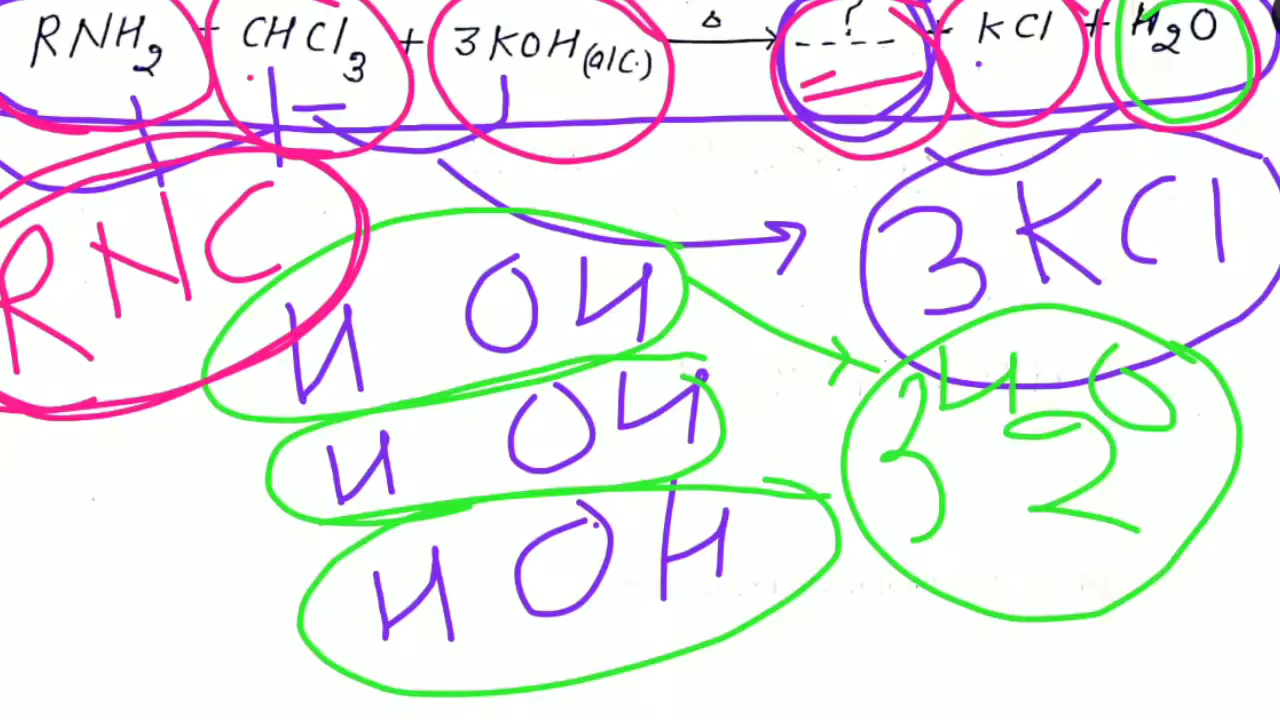 RNH2 + CHCl3 + 3KOH(alc.) Δ→ -----?----- + KCl + H2O
RNC
3KCl
H OH
3H2O
H OH
H OH